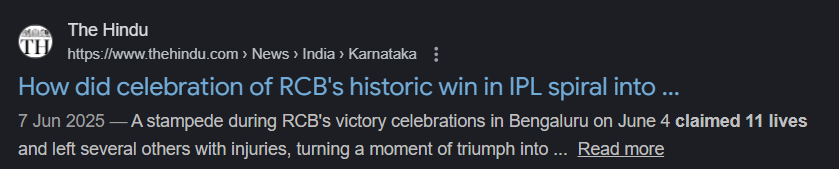 The Hindu
TH
https://www.thehindu.com › News › India › Karnataka
How did celebration of RCB's historic win in IPL spiral into ...
7 Jun 2025 — A stampede during RCB's victory celebrations in Bengaluru on June 4 claimed 11 lives
and left several others with injuries, turning a moment of triumph into ... Read more